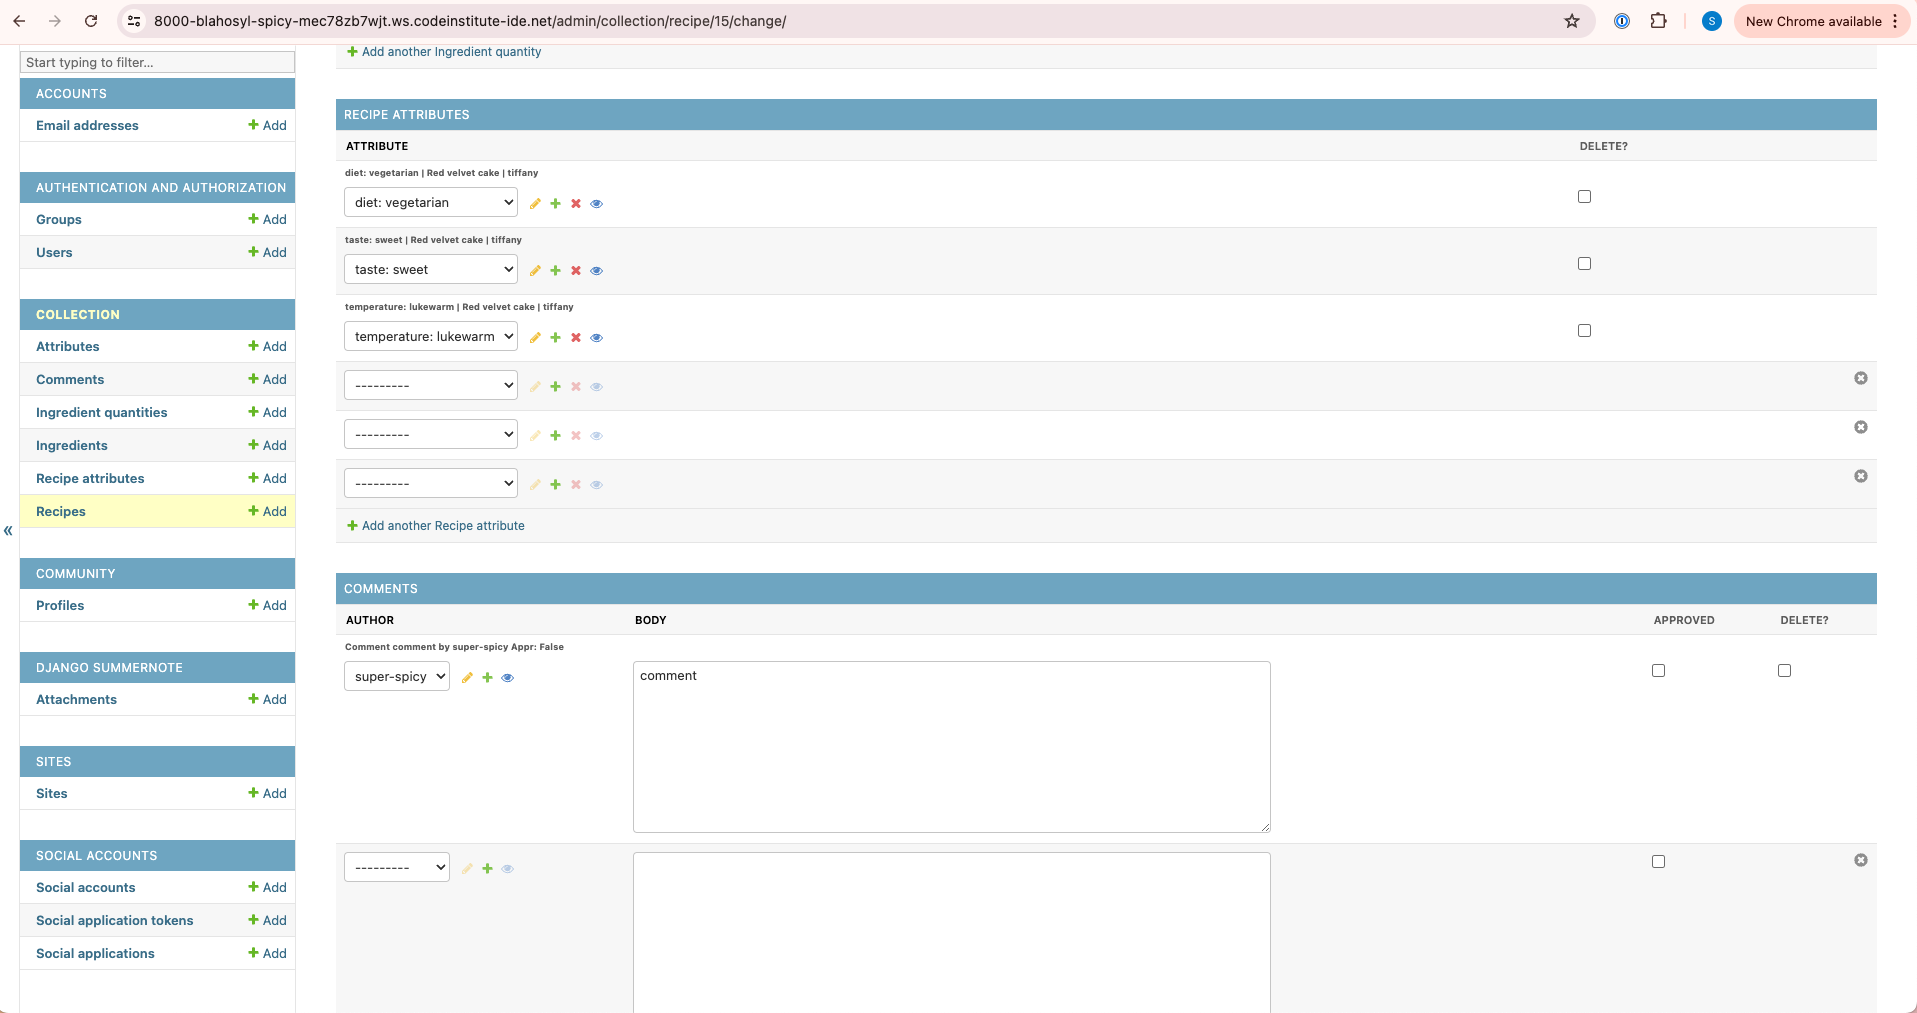 8000-blahosyl-spicy-mec78zb7wjt.ws.codeinstitute-ide.net/admin/collection/recipe/15/change/
S
New Chrome available
Start typing to filter...
ACCOUNTS
Email addresses Add
AUTHENTICATION AND AUTHORIZATION
Groups Add
Users Add
COLLECTION
Attributes Add
Comments Add
Ingredient quantities Add
Ingredients Add
Recipe attributes Add
Recipes Add
«
COMMUNITY
Profiles Add
DJANGO SUMMERNOTE
Attachments Add
SITES
Sites Add
SOCIAL ACCOUNTS
Social accounts Add
Social application tokens Add
Social applications Add
Add another Ingredient quantity
RECIPE ATTRIBUTES
ATTRIBUTE DELETE?
diet: vegetarian | Red velvet cake | tiffany
diet: vegetarian
taste: sweet | Red velvet cake | tiffany
taste: sweet
temperature: lukewarm | Red velvet cake | tiffany
temperature: lukewarm
---------
---------
---------
Add another Recipe attribute
COMMENTS
AUTHOR BODY APPROVED DELETE?
Comment comment by super-spicy Appr: False
super-spicy comment
---------